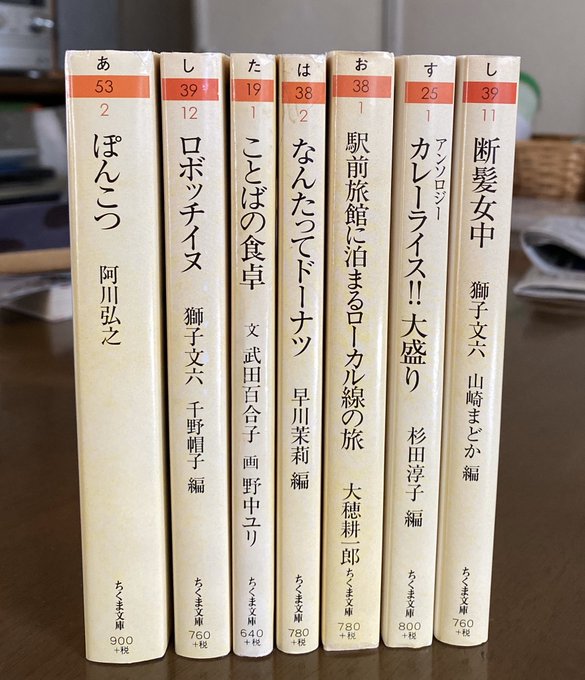 あ
53
2
ぽんこつ
阿川弘之
ちくま文庫
900
+税
し
39
12
ロボッチイヌ
獅子文六
千野帽子 編
ちくま文庫
760
+税
た
19
1
ことばの食卓
文 武田百合子
画 野中ユリ
ちくま文庫
640
+税
は
38
2
なんたってドーナツ
早川茉莉 編
ちくま文庫
780
+税
お
38
1
駅前旅館に泊まるローカル線の旅
大穂耕一郎
ちくま文庫
780
+税
す
25
1
アンソロジー
カレーライス!! 大盛り
杉田淳子 編
ちくま文庫
800
+税
し
39
11
断髪女中
獅子文六
山崎まどか 編
ちくま文庫
760
+税